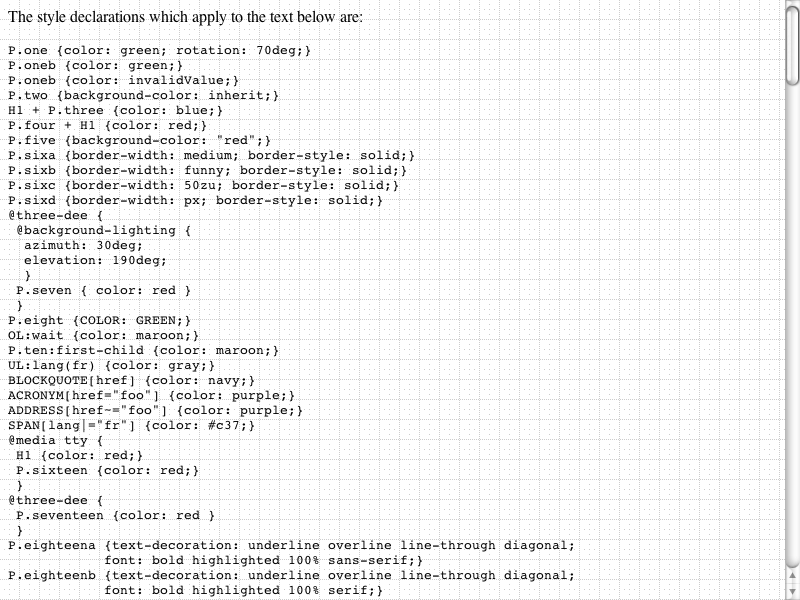 The style declarations which apply to the text below are:
P.one {color: green; rotation: 70deg;}
P.oneb {color: green;}
P.oneb {color: invalidValue;}
P.two {background-color: inherit;}
H1 + P.three {color: blue;}
P.four + H1 {color: red;}
P.five {background-color: "red";}
P.sixa {border-width: medium; border-style: solid;}
P.sixb {border-width: funny; border-style: solid;}
P.sixc {border-width: 50zu; border-style: solid;}
P.sixd {border-width: px; border-style: solid;}
@three-dee {
 @background-lighting {
  azimuth: 30deg;
  elevation: 190deg;
  }
 P.seven { color: red }
 }
P.eight {COLOR: GREEN;}
OL:wait {color: maroon;}
P.ten:first-child {color: maroon;}
UL:lang(fr) {color: gray;}
BLOCKQUOTE[href] {color: navy;}
ACRONYM[href="foo"] {color: purple;}
ADDRESS[href~="foo"] {color: purple;}
SPAN[lang|="fr"] {color: #c37;}
@media tty {
 H1 {color: red;}
 P.sixteen {color: red;}
 }
@three-dee {
 P.seventeen {color: red }
 }
P.eighteena {text-decoration: underline overline line-through diagonal;
            font: bold highlighted 100% sans-serif;}
P.eighteenb {text-decoration: underline overline line-through diagonal;
            font: bold highlighted 100% serif;}